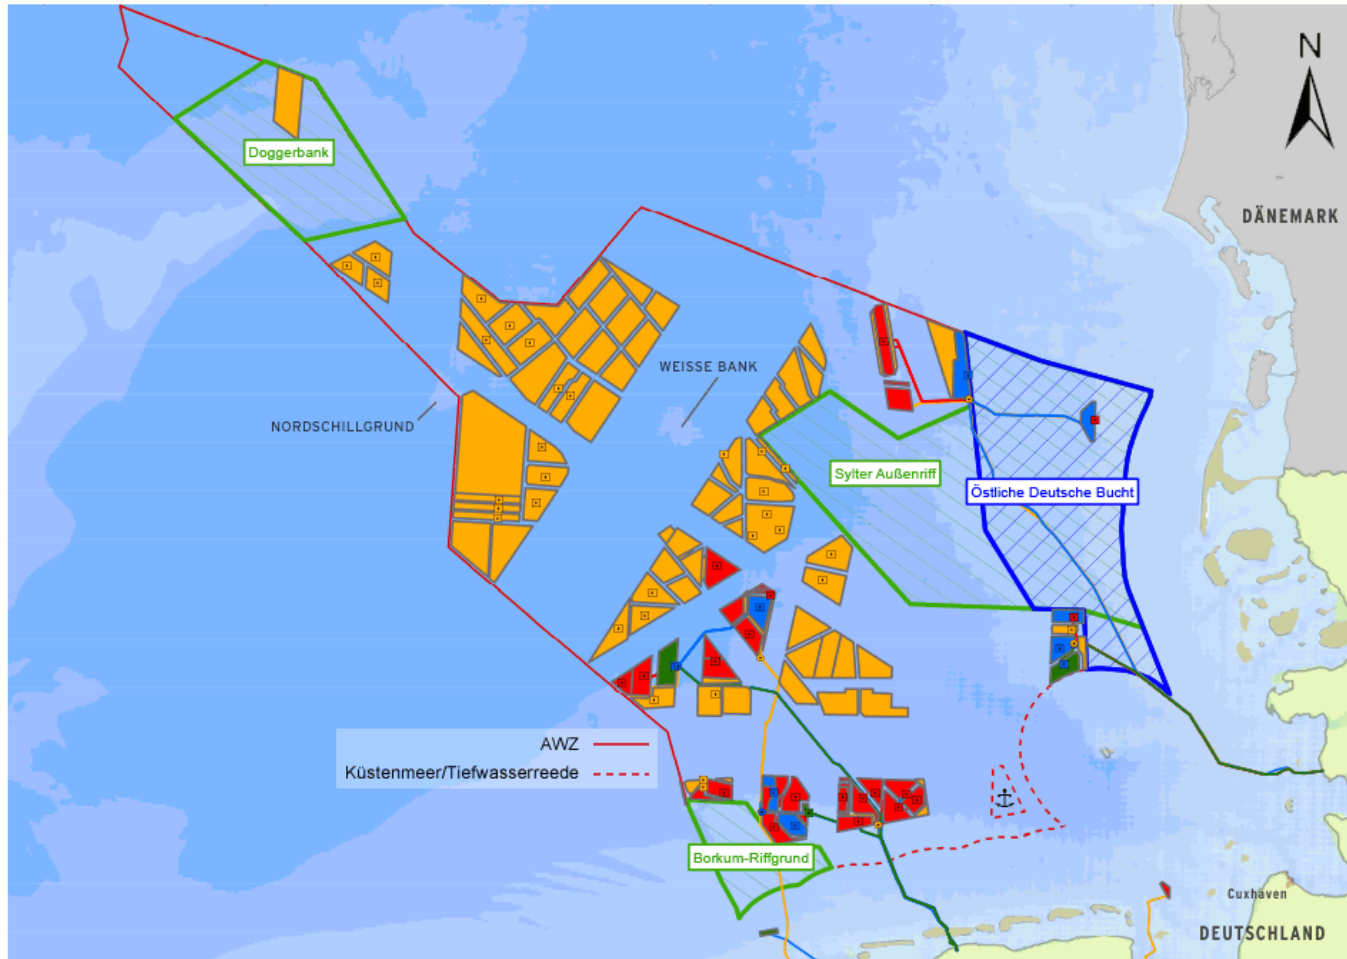 N
Doggerbank
DÄNEMARK
WEISSE BANK
NORDSCHILLGRUND
Sylter Außenriff
Östliche Deutsche Bucht
AWZ
Küstenmeer/Tiefwasserreede
Borkum-Riffgrund
Cuxhaven
DEUTSCHLAND